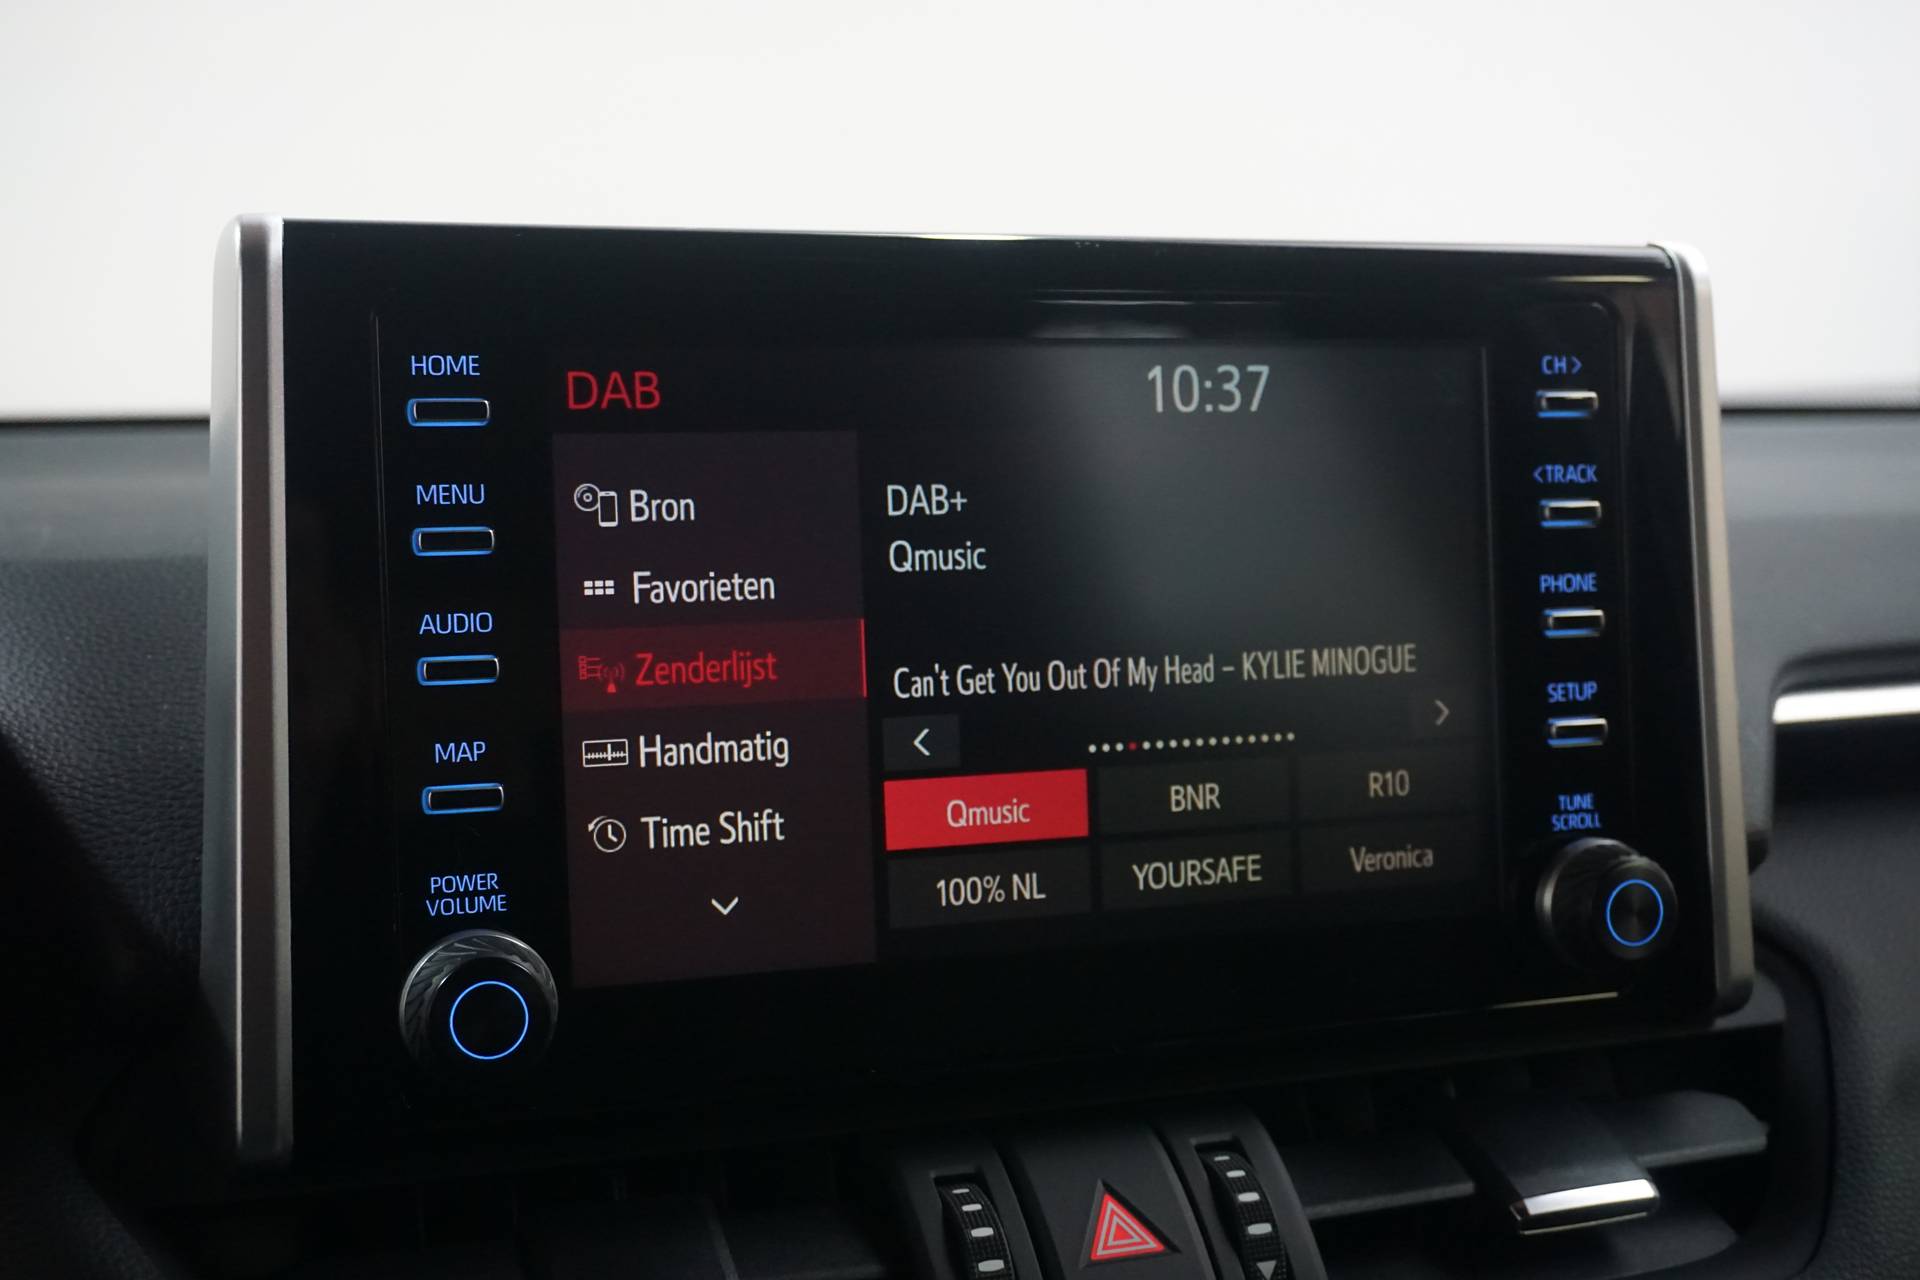 HOME
MENU
AUDIO
MAP
POWER
VOLUME
DAB
10:37
Bron
Favorieten
Zenderlijst
Handmatig
Time Shift
DAB+
Qmusic
Can't Get You Out Of My Head – KYLIE MINOGUE
Qmusic
BNR
R10
100% NL
YOURSAFE
Veronica
CH >
< TRACK
PHONE
SETUP
TUNE
SCROLL